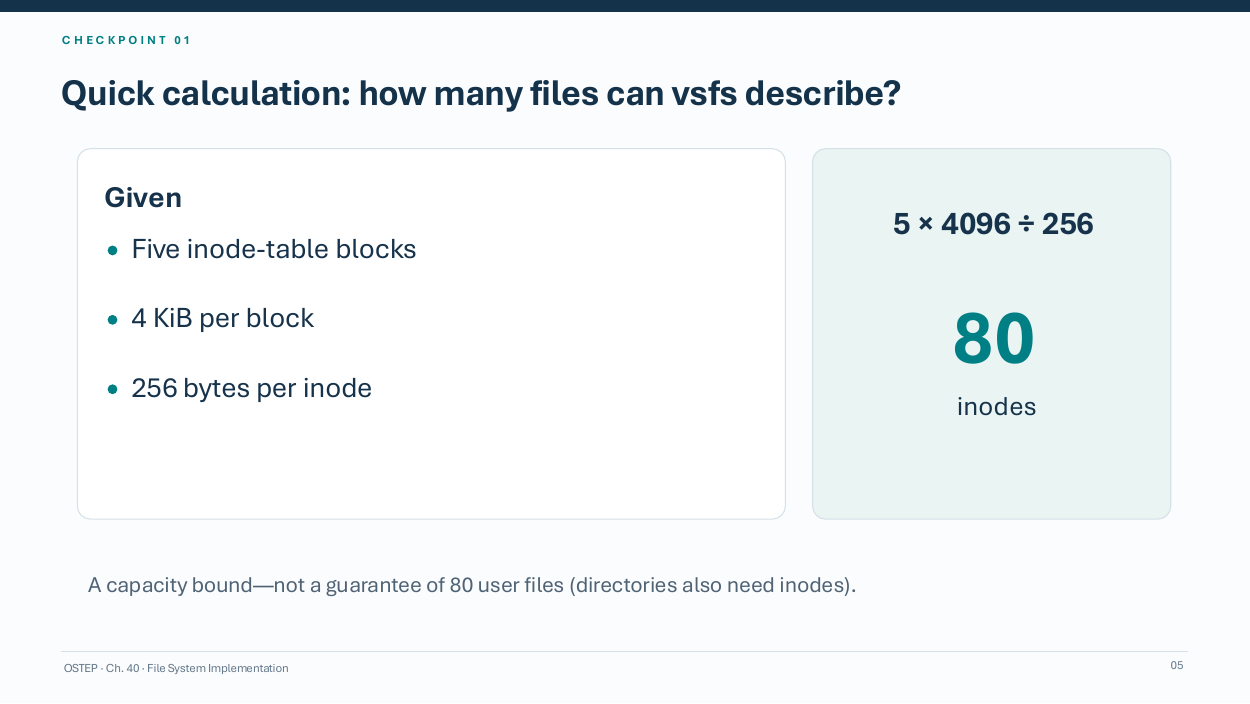 CHECKPOINT 01
Quick calculation: how many files can vsfs describe?
Given
• Five inode-table blocks
• 4 KiB per block
• 256 bytes per inode
5 × 4096 ÷ 256
80
inodes
A capacity bound—not a guarantee of 80 user files (directories also need inodes).
OSTEP · Ch. 40 · File System Implementation
05